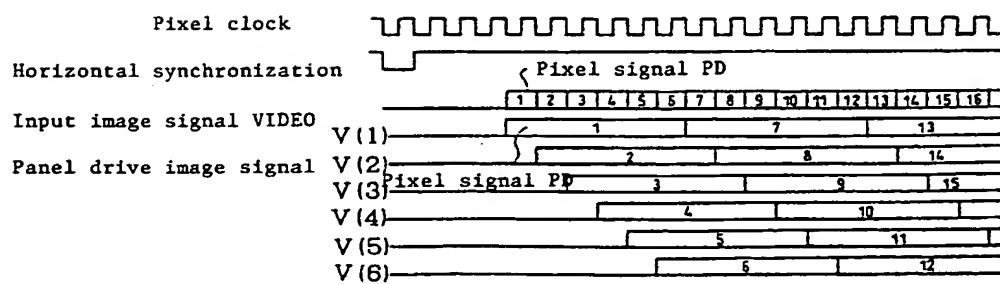 Pixel clock
Horizontal synchronization
Pixel signal PD
1 2 3 4 5 6 7 8 9 10 11 12 13 14 15 16
Input image signal VIDEO
V(1) 1 7 13
Panel drive image signal
V(2) 2 8 14
Pixel signal PD
V(3) 3 9 15
V(4) 4 10
V(5) 5 11
V(6) 6 12